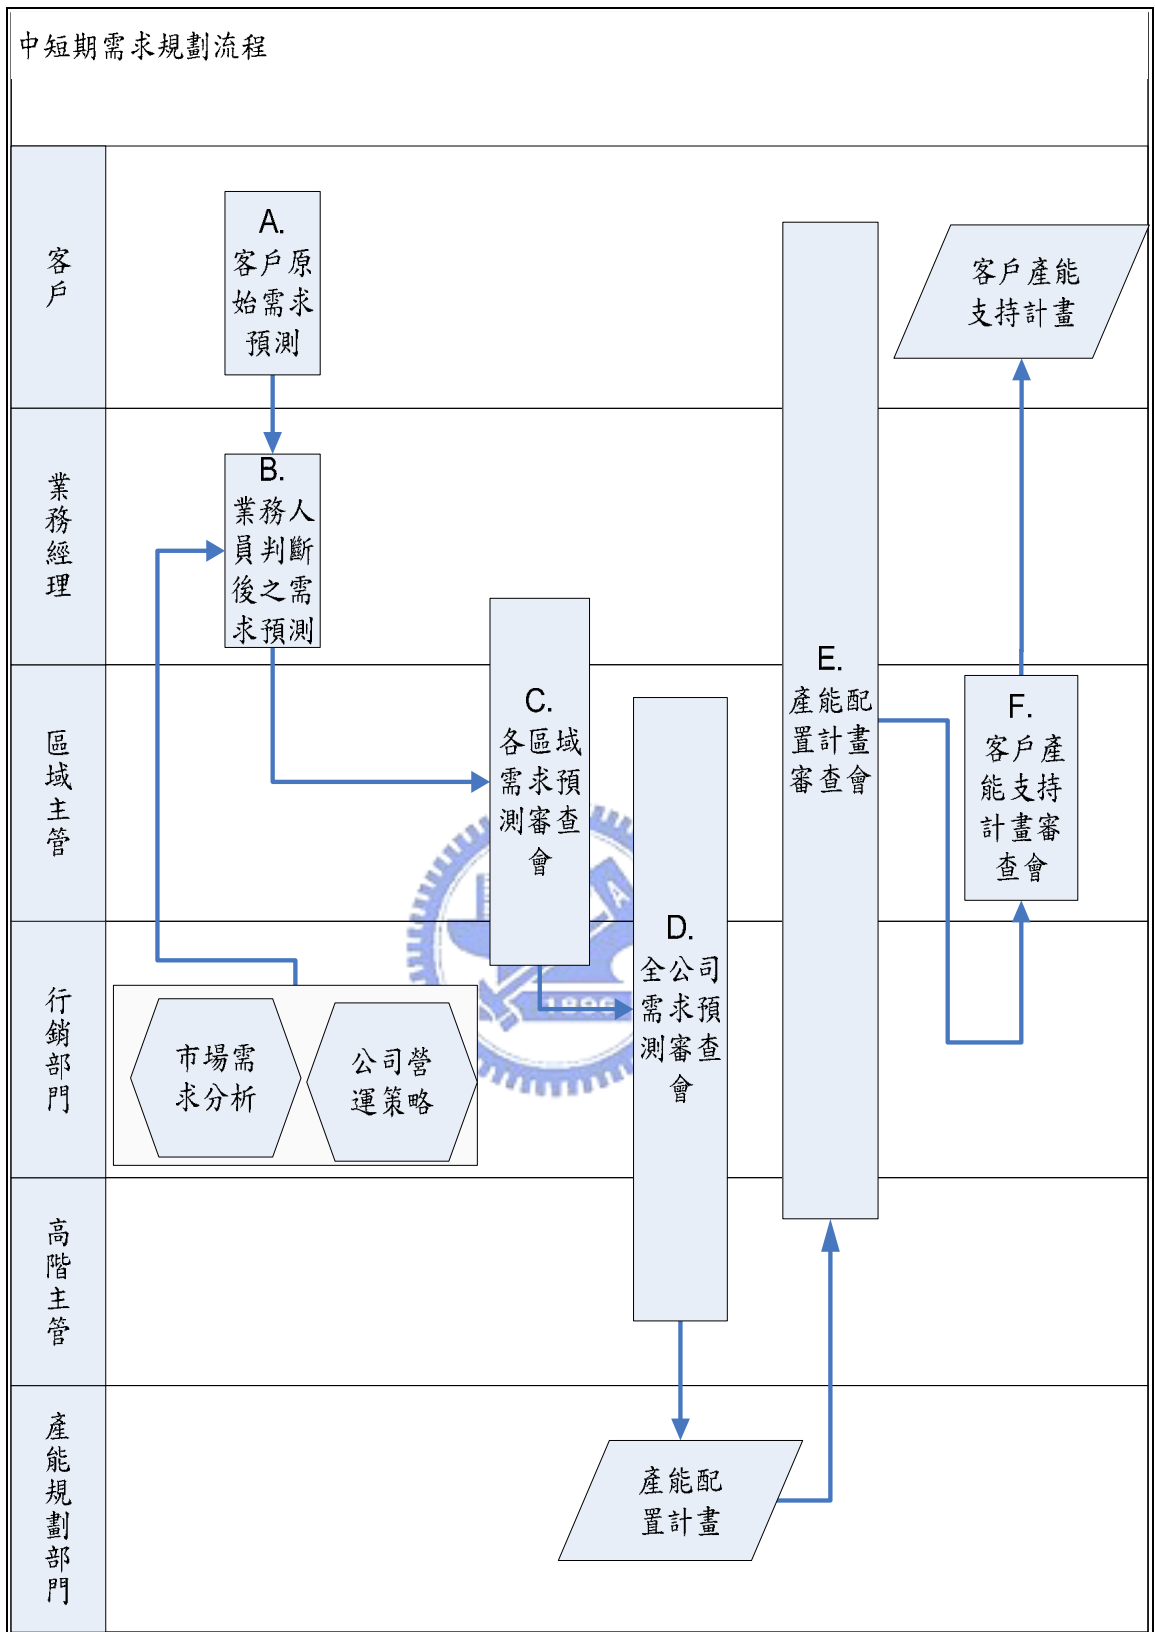 中短期需求規劃流程
客戶
A.
客戶原
始需求
預測
客戶產能
支持計畫
業務經理
B.
業務人
員判斷
後之需
求預測
區域主管
C.
各區域
需求預
測審查
會
E.
產能配
置計畫
審查會
F.
客戶產
能支持
計畫審
查會
行銷部門
市場需
求分析
公司營
運策略
D.
全公司
需求預
測審查
會
A
1896
高階主管
產能規劃部門
產能配
置計畫